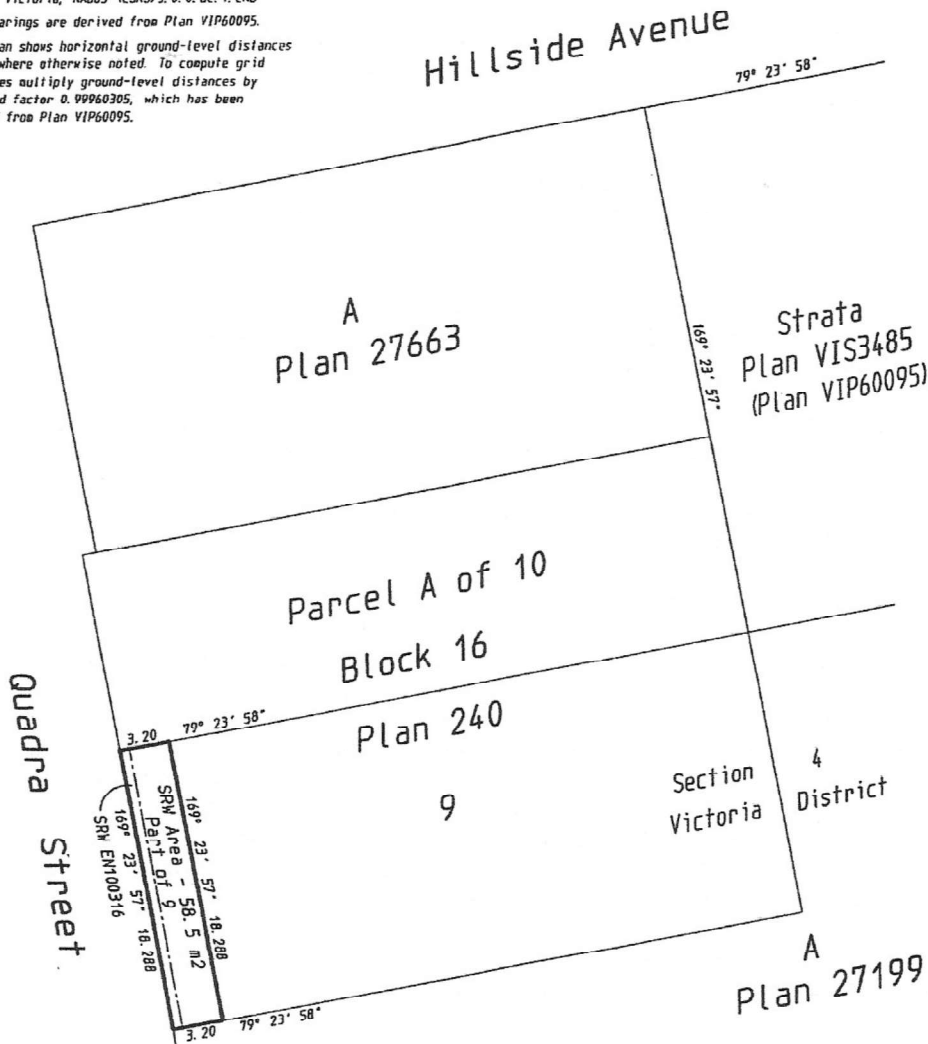 arings are derived from Plan VIP60095.
an shows horizontal ground-level distances
where otherwise noted. To compute grid
es multiply ground-level distances by
d factor 0.99960305, which has been
from Plan VIP60095.
Hillside Avenue
79° 23' 58"
A
Plan 27663
169° 23' 57"
Strata
Plan VIS3485
(Plan VIP60095)
Parcel A of 10
Block 16
Plan 240
9
Section 4
Victoria District
Quadra Street
3.20 79° 23' 58"
169° 23' 57" 18.288
SRW Area - 58.5 m2
Part of 9
169° 23' 57" 18.288
SRW EN100316
3.20 79° 23' 58"
A
Plan 27199